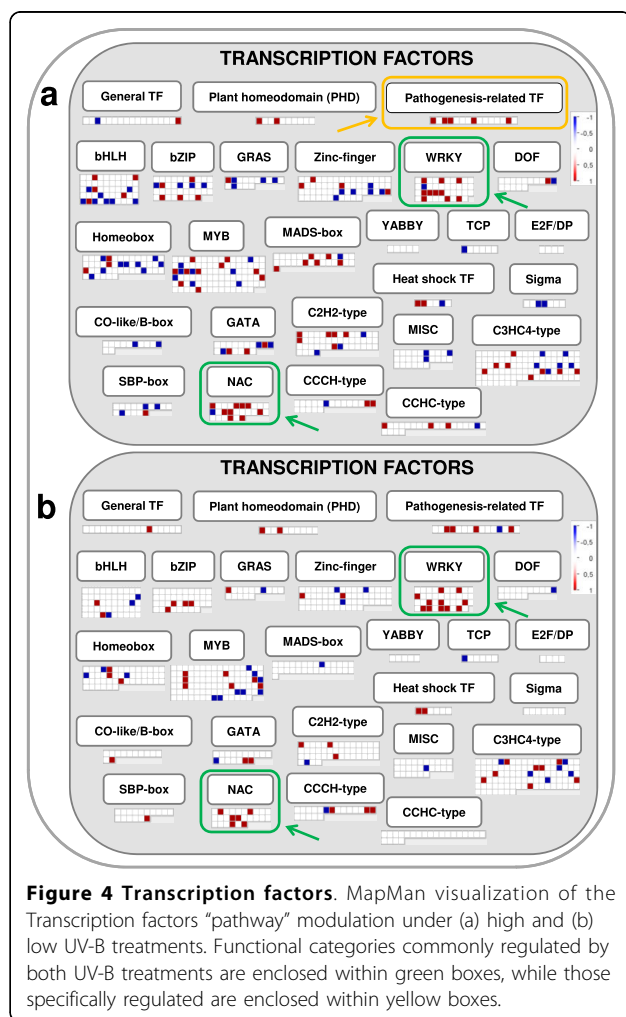 TRANSCRIPTION FACTORS
a
General TF Plant homeodomain (PHD) Pathogenesis-related TF
-1
0,5
0
0,5
1
bHLH bZIP GRAS Zinc-finger WRKY DOF
Homeobox MYB MADS-box YABBY TCP E2F/DP
Heat shock TF Sigma
CO-like/B-box GATA C2H2-type MISC C3HC4-type
SBP-box NAC CCCH-type CCHC-type
TRANSCRIPTION FACTORS
b
General TF Plant homeodomain (PHD) Pathogenesis-related TF
-1
0,5
0
0,5
1
bHLH bZIP GRAS Zinc-finger WRKY DOF
Homeobox MYB MADS-box YABBY TCP E2F/DP
Heat shock TF Sigma
CO-like/B-box GATA C2H2-type MISC C3HC4-type
SBP-box NAC CCCH-type CCHC-type
Figure 4 Transcription factors. MapMan visualization of the
Transcription factors “pathway” modulation under (a) high and (b)
low UV-B treatments. Functional categories commonly regulated by
both UV-B treatments are enclosed within green boxes, while those
specifically regulated are enclosed within yellow boxes.